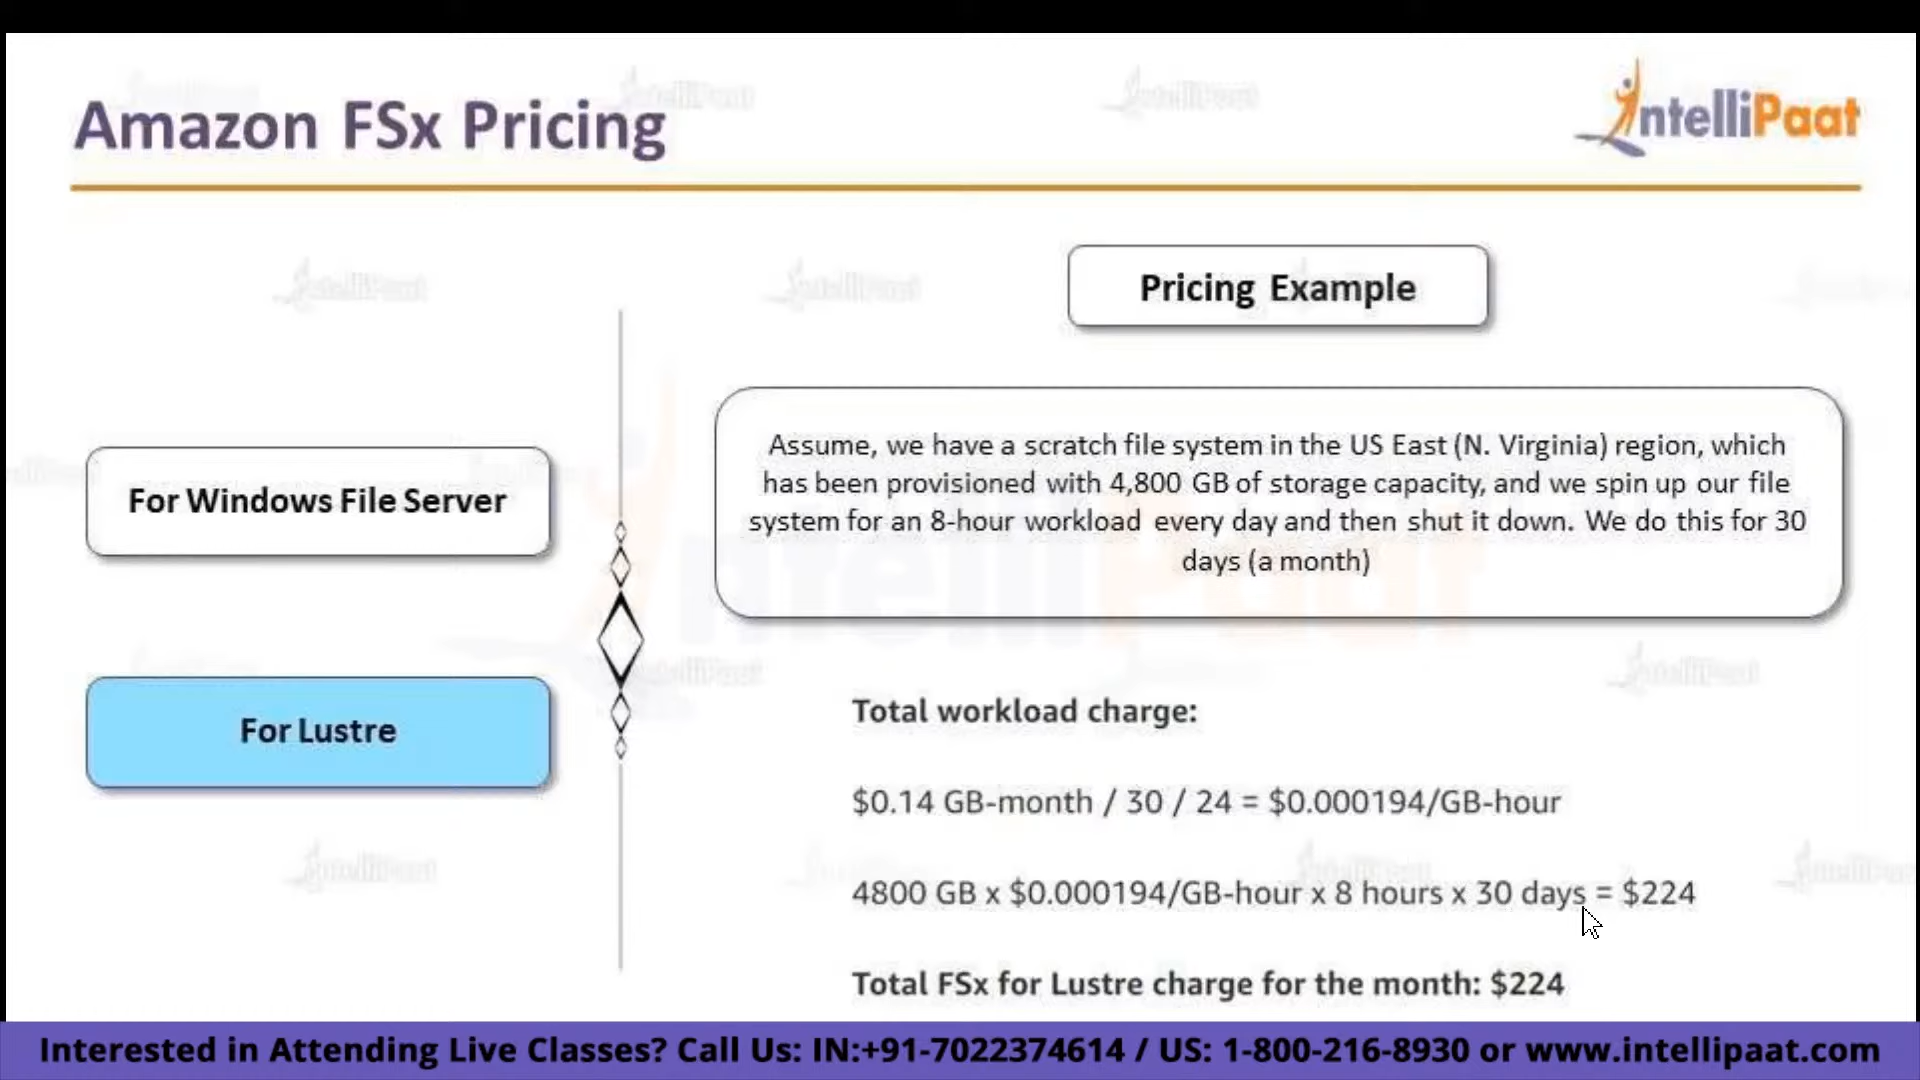 Amazon FSx Pricing
IntelliPaat
Pricing Example
For Windows File Server
For Lustre
Assume, we have a scratch file system in the US East (N. Virginia) region, which
has been provisioned with 4,800 GB of storage capacity, and we spin up our file
system for an 8-hour workload every day and then shut it down. We do this for 30
days (a month)
Total workload charge:
$0.14 GB-month / 30 / 24 = $0.000194/GB-hour
4800 GB x $0.000194/GB-hour x 8 hours x 30 days = $224
Total FSx for Lustre charge for the month: $224
Interested in Attending Live Classes? Call Us: IN:+91-7022374614 / US: 1-800-216-8930 or www.intellipaat.com